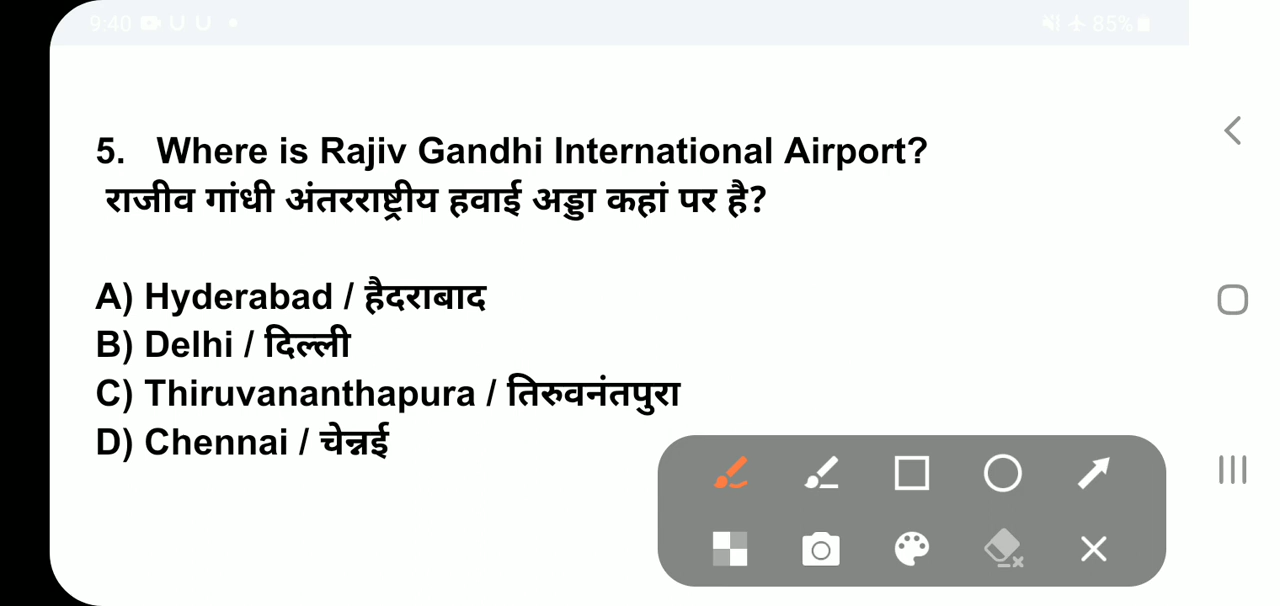 9:40
85%
5. Where is Rajiv Gandhi International Airport?
राजीव गांधी अंतरराष्ट्रीय हवाई अड्डा कहां पर है?
A) Hyderabad / हैदराबाद
B) Delhi / दिल्ली
C) Thiruvananthapura / तिरुवनंतपुरा
D) Chennai / चेन्नई